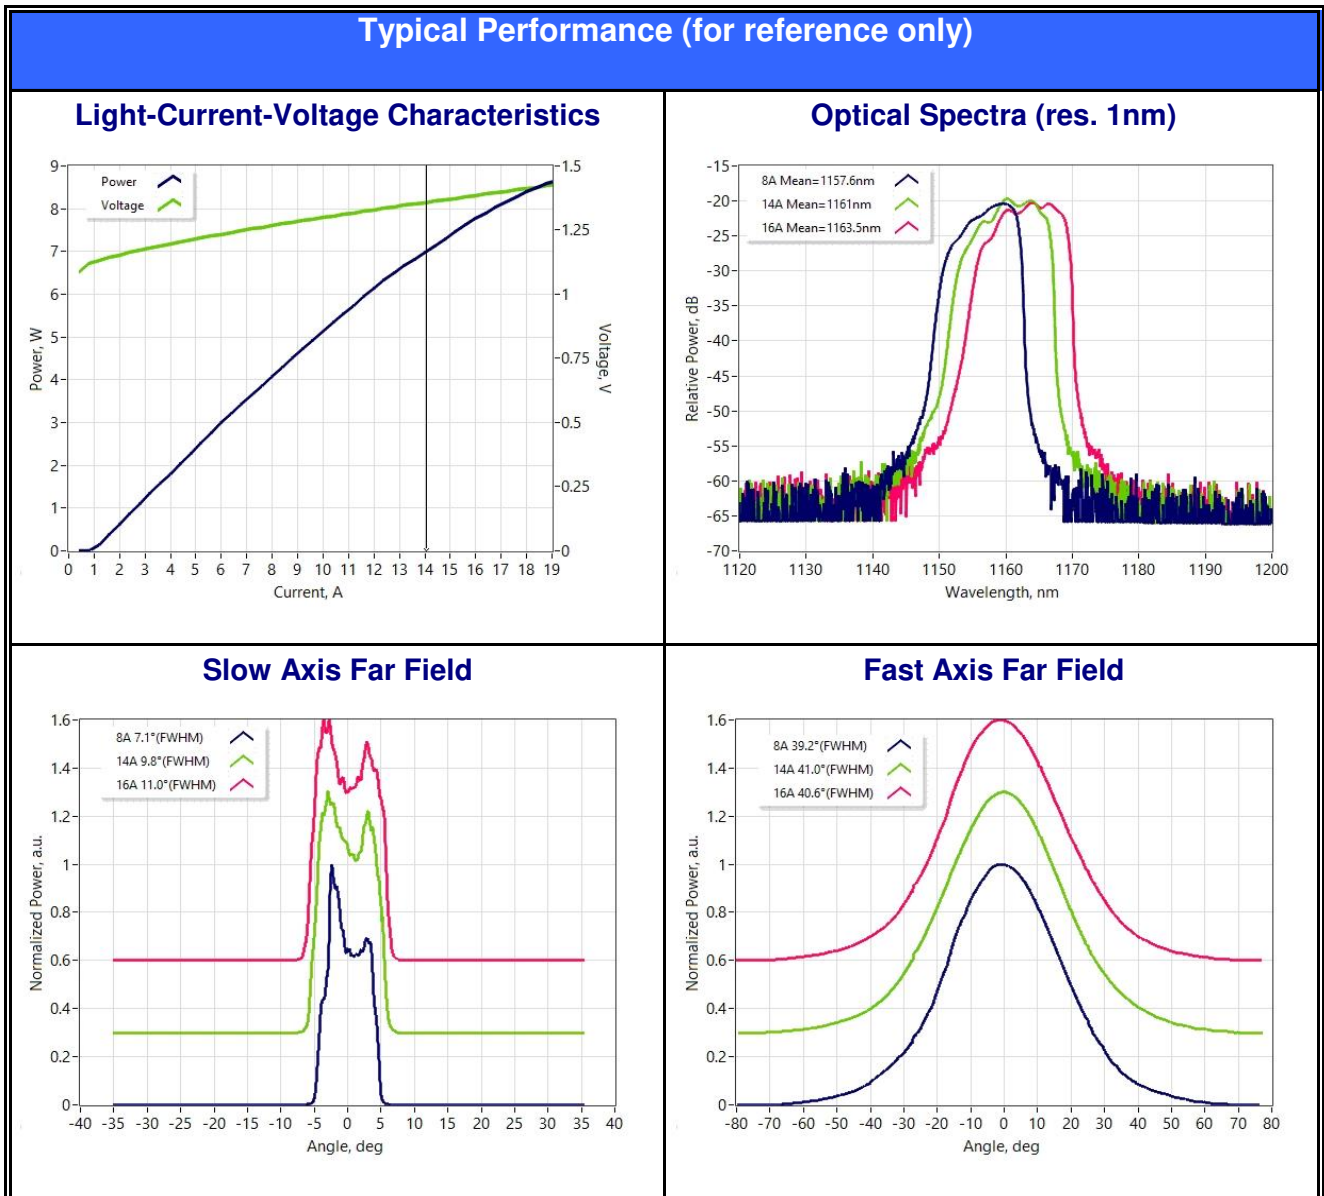 Typical Performance (for reference only)
Light-Current-Voltage Characteristics
Power
Voltage
9
8
7
6
5
4
3
2
1
0
Power, W
1.5
1.25
1
0.75
0.5
0.25
0
Voltage, V
0 1 2 3 4 5 6 7 8 9 10 11 12 13 14 15 16 17 18 19
Current, A
Optical Spectra (res. 1nm)
8A Mean=1157.6nm
14A Mean=1161nm
16A Mean=1163.5nm
-15
-20
-25
-30
-35
-40
-45
-50
-55
-60
-65
-70
Relative Power, dB
1120 1130 1140 1150 1160 1170 1180 1190 1200
Wavelength, nm
Slow Axis Far Field
8A 7.1°(FWHM)
14A 9.8°(FWHM)
16A 11.0°(FWHM)
1.6
1.4
1.2
1
0.8
0.6
0.4
0.2
0
Normalized Power, a.u.
-40 -35 -30 -25 -20 -15 -10 -5 0 5 10 15 20 25 30 35 40
Angle, deg
Fast Axis Far Field
8A 39.2°(FWHM)
14A 41.0°(FWHM)
16A 40.6°(FWHM)
1.6
1.4
1.2
1
0.8
0.6
0.4
0.2
0
Normalized Power, a.u.
-80 -70 -60 -50 -40 -30 -20 -10 0 10 20 30 40 50 60 70 80
Angle, deg